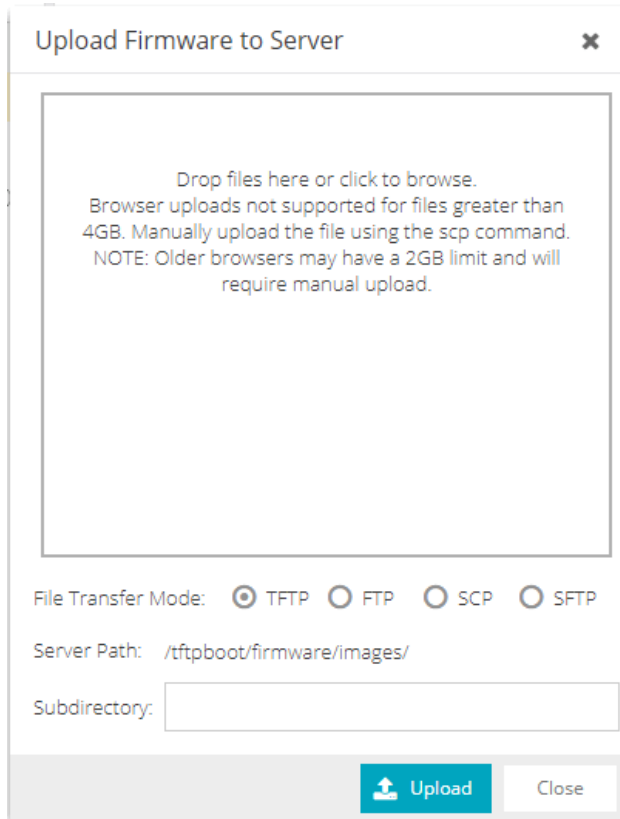 Upload Firmware to Server
Drop files here or click to browse.
Browser uploads not supported for files greater than
4GB. Manually upload the file using the scp command.
NOTE: Older browsers may have a 2GB limit and will
require manual upload.
File Transfer Mode: TFTP FTP SCP SFTP
Server Path: /tftpboot/firmware/images/
Subdirectory:
Upload Close